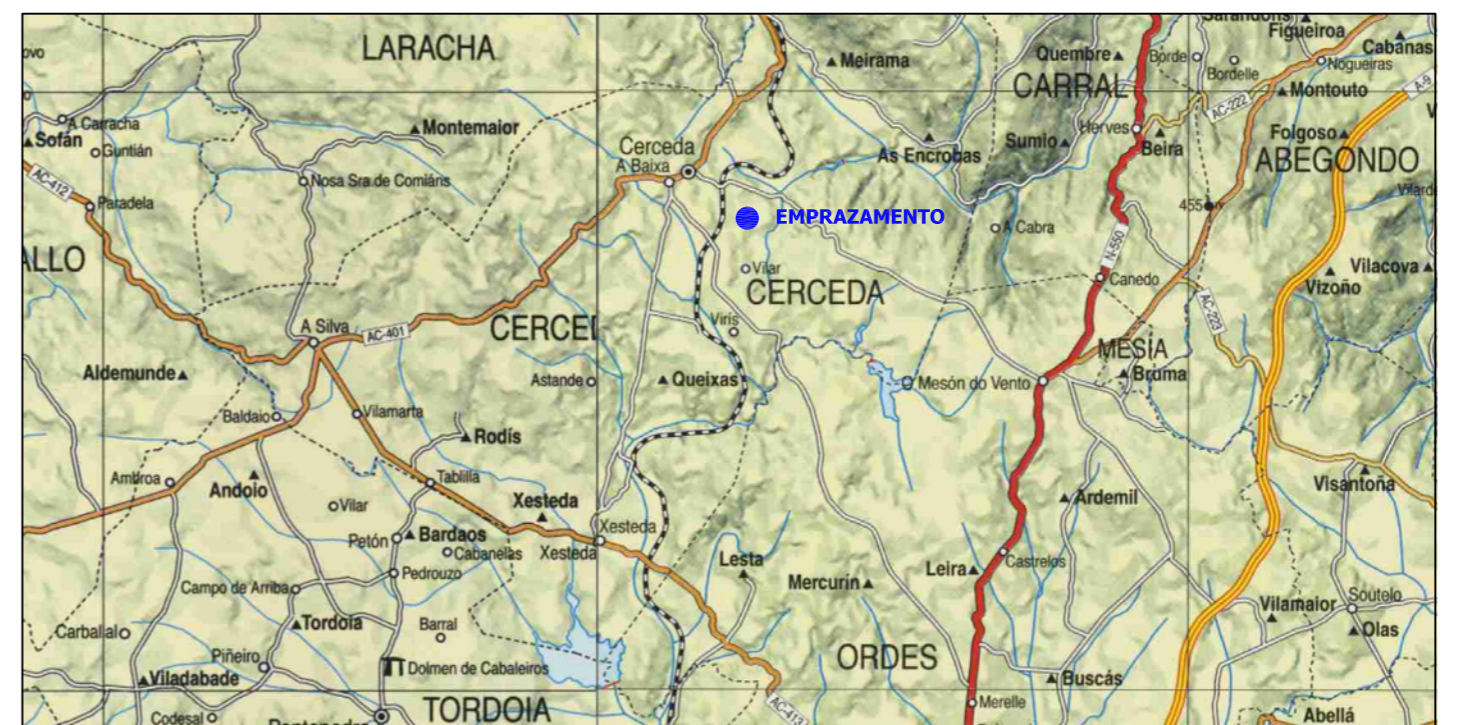 LARACHA
Meirama
Quembre
Borde
Bordelle
Figueiroa
Cabanas
Nogueiras
CARRAL
Montouto
AC-222
A-9
A Carracha
Sofán
Guntián
Montemaior
Cerceda
A Baixa
As Encrobas
Sumio
Herves
Beira
Folgoso
ABEGONDO
AC-412
Nosa Sra de Comiáns
Paradela
EMPRAZAMENTO
455
A Cabra
N-550
Vilar
CERCEDA
Canedo
Vilacova
Vizoño
AC-223
A Silva
AC-401
Virís
MESÍA
Aldemunde
Astande
Queixas
Mesón do Vento
Bruma
Baldaio
Vilamarta
Rodís
Ambroa
Andoio
Tablilla
Vilar
Xesteda
Ardemil
Visantoña
Petón
Bardaos
Cabanelas
Xesteda
Xesteda
Pedrouzo
Lesta
Mercurín
Leira
Castrelos
Campo de Arriba
Vilamaior
Soutelo
Carballal
Tordoia
Barral
Olas
Piñeiro
Dolmen de Cabaleiros
ORDES
Viladabade
Buscás
TORDOIA
Merelle
Codesal
AC-413
Abellá